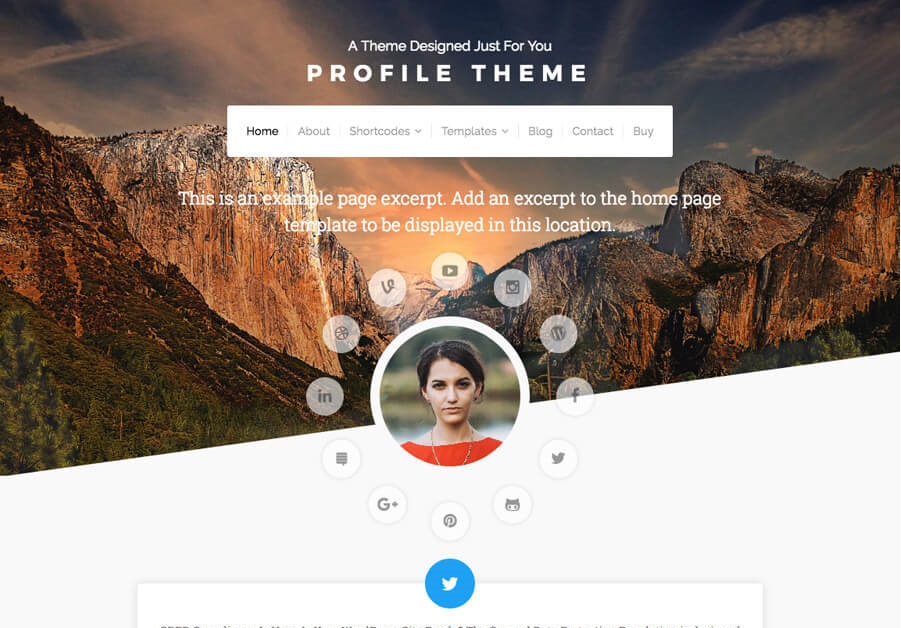 A Theme Designed Just For You
PROFILE THEME
Home About Shortcodes Templates Blog Contact Buy
This is an example page excerpt. Add an excerpt to the home page
template to be displayed in this location.
in
G+